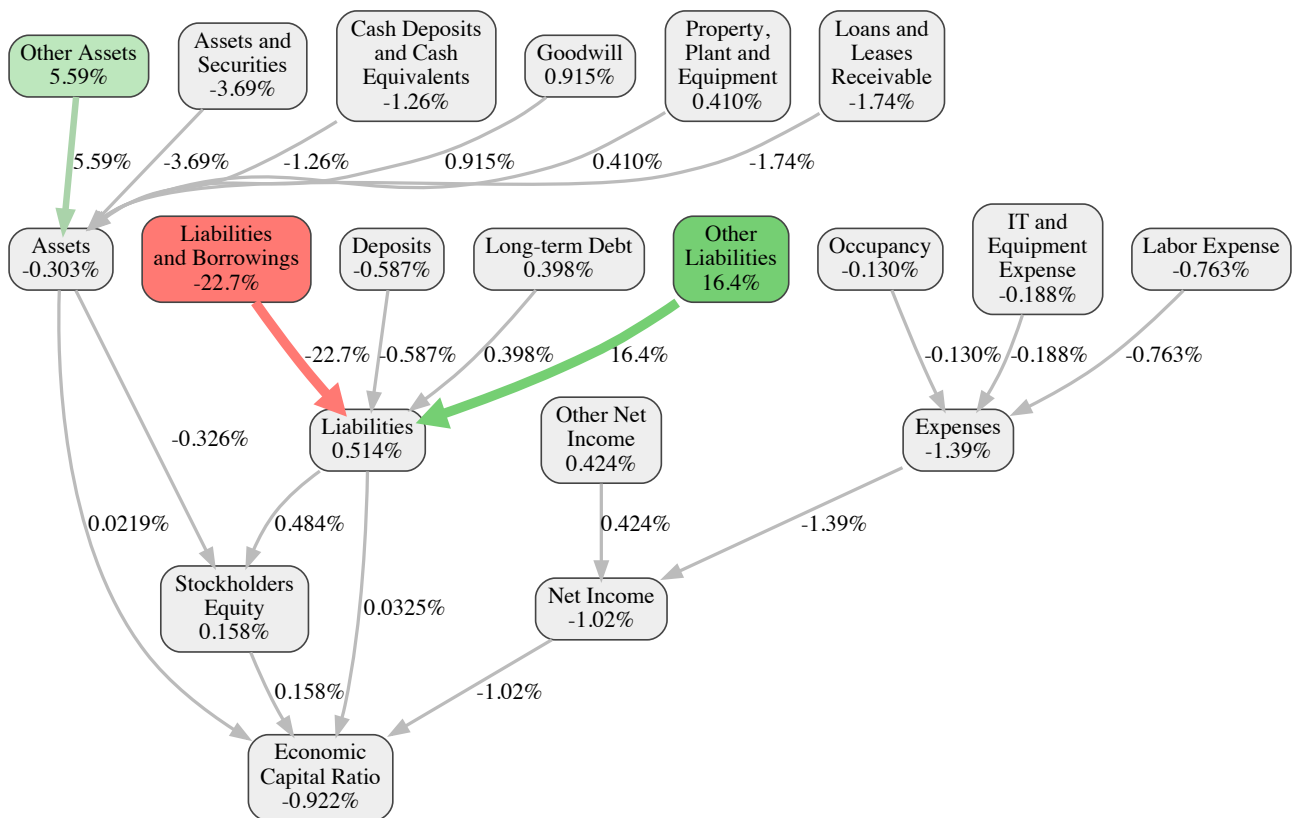 Other Assets
5.59%
Assets and
Securities
-3.69%
Cash Deposits
and Cash
Equivalents
-1.26%
Goodwill
0.915%
Property,
Plant and
Equipment
0.410%
Loans and
Leases
Receivable
-1.74%
5.59%
-3.69%
-1.26%
0.915%
0.410%
-1.74%
Assets
-0.303%
Liabilities
and Borrowings
-22.7%
Deposits
-0.587%
Long-term Debt
0.398%
Other
Liabilities
16.4%
Occupancy
-0.130%
IT and
Equipment
Expense
-0.188%
Labor Expense
-0.763%
-22.7%
-0.587%
0.398%
16.4%
-0.130%
-0.188%
-0.763%
-0.326%
Liabilities
0.514%
Other Net
Income
0.424%
Expenses
-1.39%
0.0219%
0.484%
0.424%
-1.39%
Stockholders
Equity
0.158%
0.0325%
Net Income
-1.02%
0.158%
-1.02%
Economic
Capital Ratio
-0.922%